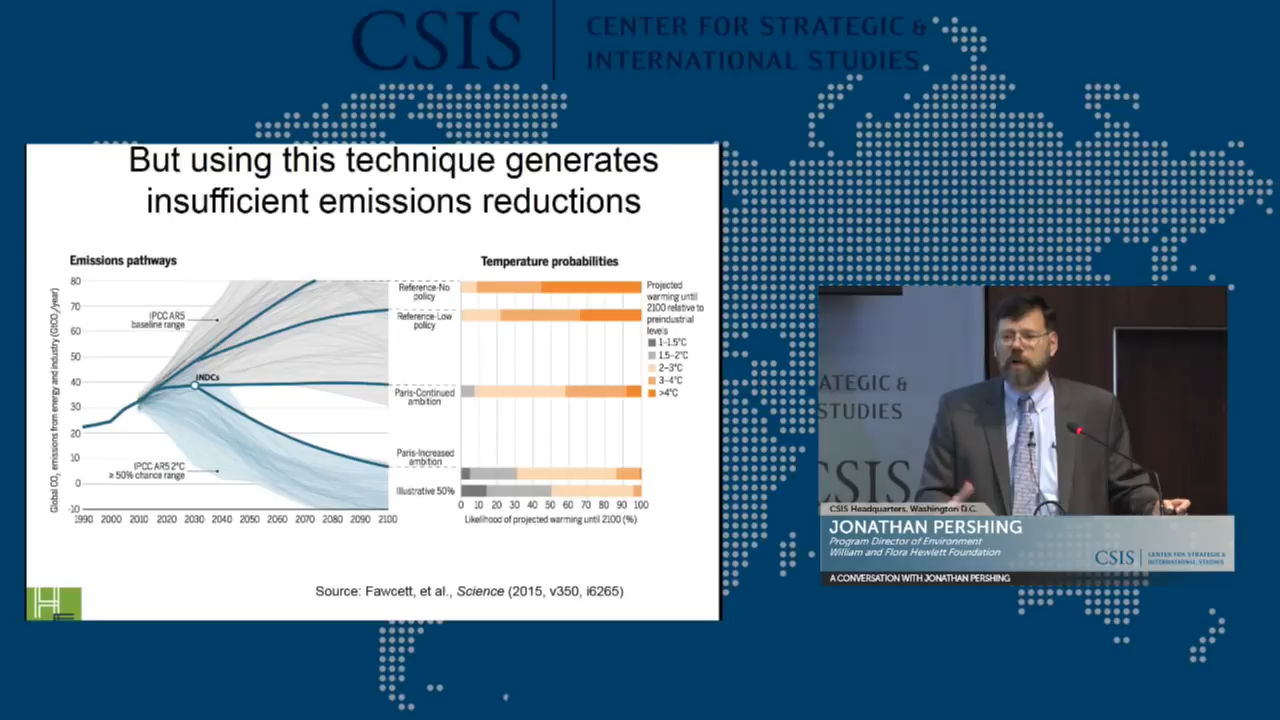 CSIS
CENTER FOR STRATEGIC &
INTERNATIONAL STUDIES
But using this technique generates
insufficient emissions reductions
Emissions pathways
Global CO₂ emissions from energy and industry (GtCO₂/year)
80
70
60
50
40
30
20
10
0
-10
IPCC AR5
baseline range
INDCs
IPCC AR5 2°C
≥ 50% chance range
1990 2000 2010 2020 2030 2040 2050 2060 2070 2080 2090 2100
Temperature probabilities
Reference-No
policy
Reference-Low
policy
Paris-Continued
ambition
Paris-Increased
ambition
Illustrative 50%
0 10 20 30 40 50 60 70 80 90 100
Likelihood of projected warming until 2100 (%)
Projected
warming until
2100 relative to
preindustrial
levels
1-1.5°C
1.5-2°C
2-3°C
3-4°C
>4°C
Source: Fawcett, et al., Science (2015, v350, i6265)
H
F
ATEGIC &
STUDIES
CSIS
CSIS Headquarters, Washington D.C.
JONATHAN PERSHING
Program Director of Environment
William and Flora Hewlett Foundation
CSIS
CENTER FOR STRATEGIC &
INTERNATIONAL STUDIES
A CONVERSATION WITH JONATHAN PERSHING